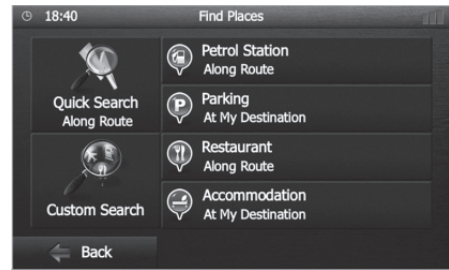 18:40 Find Places
Petrol Station
Along Route
Quick Search
Along Route
Parking
P
At My Destination
Restaurant
Along Route
Custom Search
Accommodation
At My Destination
Back